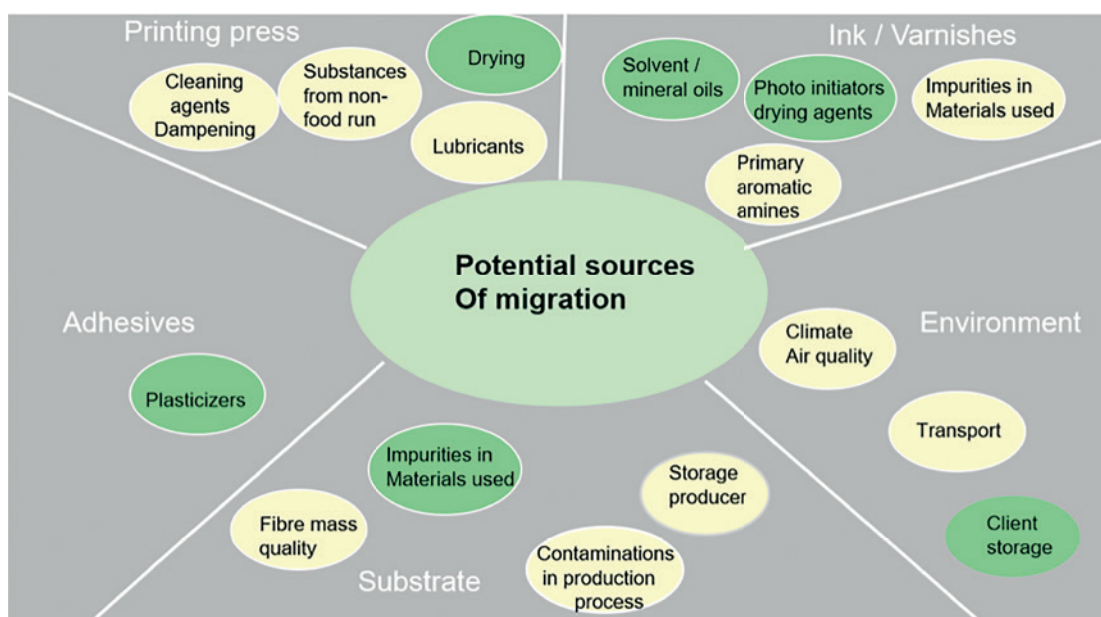 Printing press
Cleaning
agents
Dampening
Substances
from non-
food run
Drying
Lubricants
Ink / Varnishes
Solvent /
mineral oils
Photo initiators
drying agents
Impurities in
Materials used
Primary
aromatic
amines
Potential sources
Of migration
Adhesives
Plasticizers
Environment
Climate
Air quality
Transport
Client
storage
Impurities in
Materials used
Fibre mass
quality
Storage
producer
Contaminations
in production
process
Substrate